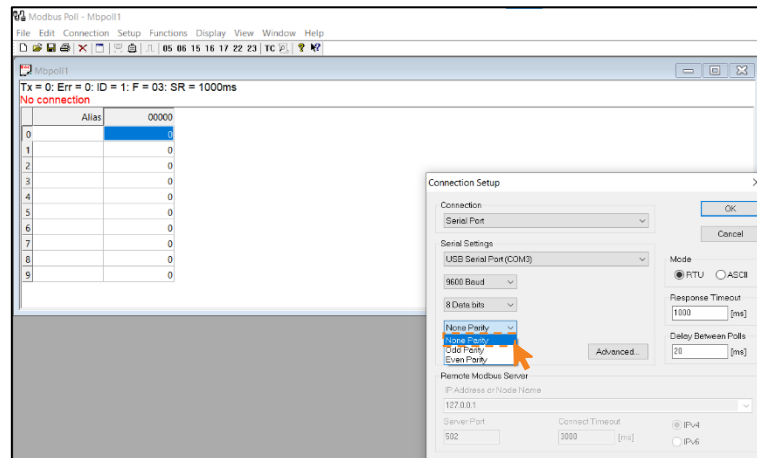 Modbus Poll - Mbpoll1
File Edit Connection Setup Functions Display View Window Help
05 06 15 16 17 22 23 TC
Mbpoll1
Tx = 0: Err = 0: ID = 1: F = 03: SR = 1000ms
No connection
Alias 00000
0 0
1 0
2 0
3 0
4 0
5 0
6 0
7 0
8 0
9 0
Connection Setup
Connection
Serial Port
OK
Cancel
Serial Settings
USB Serial Port (COM3)
9600 Baud
8 Data bits
None Parity
None Parity
Odd Parity
Even Parity
Advanced...
Mode
RTU ASCII
Response Timeout
1000 [ms]
Delay Between Polls
20 [ms]
Remote Modbus Server
IP Address or Node Name
127.0.0.1
Server Port Connect Timeout
502 3000 [ms]
IPv4
IPv6